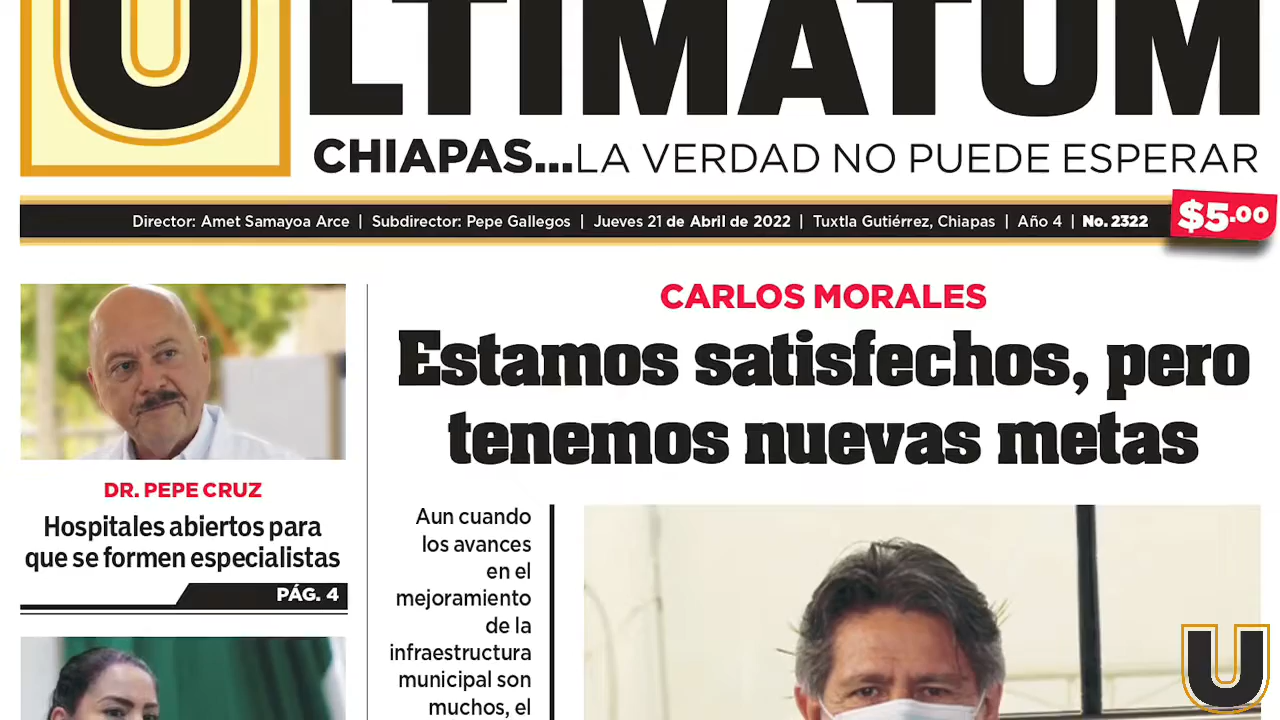 ULTIMATUM
CHIAPAS...LA VERDAD NO PUEDE ESPERAR
Director: Amet Samayoa Arce | Subdirector: Pepe Gallegos | Jueves 21 de Abril de 2022 | Tuxtla Gutiérrez, Chiapas | Año 4 | No. 2322
$5.00
DR. PEPE CRUZ
Hospitales abiertos para
que se formen especialistas
PÁG. 4
CARLOS MORALES
Estamos satisfechos, pero
tenemos nuevas metas
Aun cuando
los avances
en el
mejoramiento
de la
infraestructura
municipal son
muchos, el
U